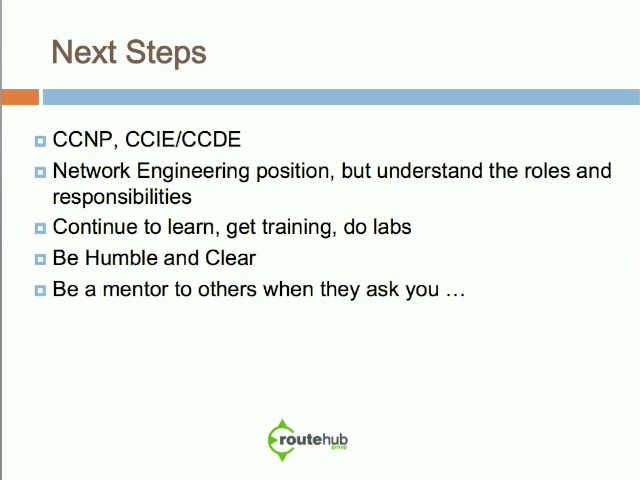 Next Steps
CCNP, CCIE/CCDE
Network Engineering position, but understand the roles and
responsibilities
Continue to learn, get training, do labs
Be Humble and Clear
Be a mentor to others when they ask you …
routehub
group